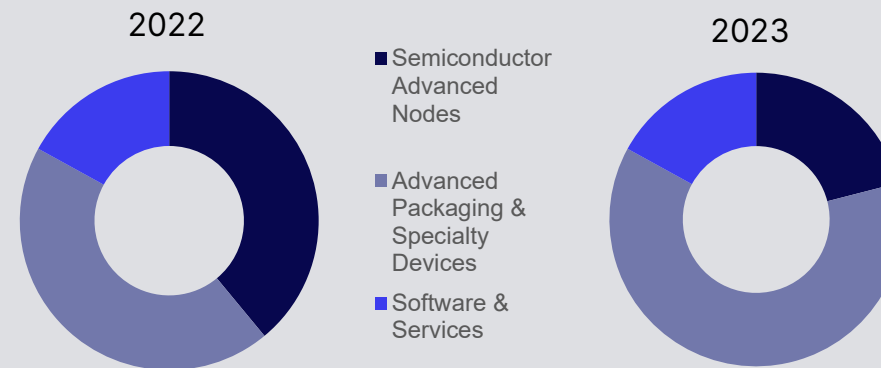 2022
Semiconductor
Advanced
Nodes
Advanced
Packaging &
Specialty
Devices
Software &
Services
2023